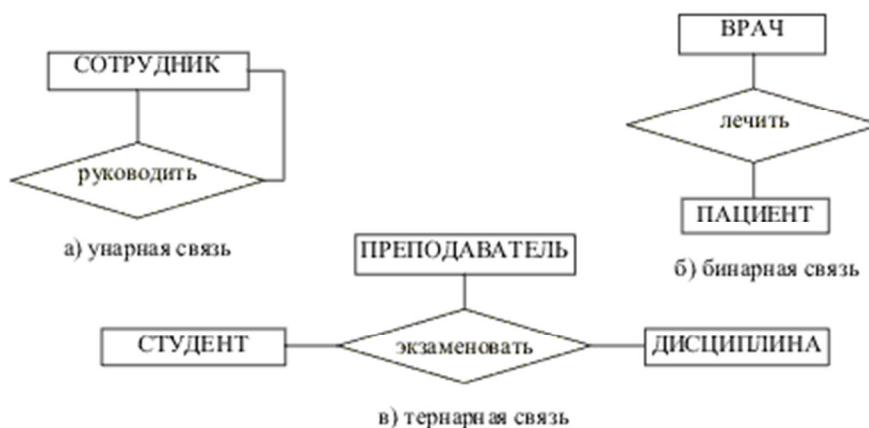 СОТРУДНИК
руководить
а) унарная связь
ВРАЧ
лечить
ПАЦИЕНТ
б) бинарная связь
ПРЕПОДАВАТЕЛЬ
СТУДЕНТ
экзаменовать
ДИСЦИПЛИНА
в) тернарная связь